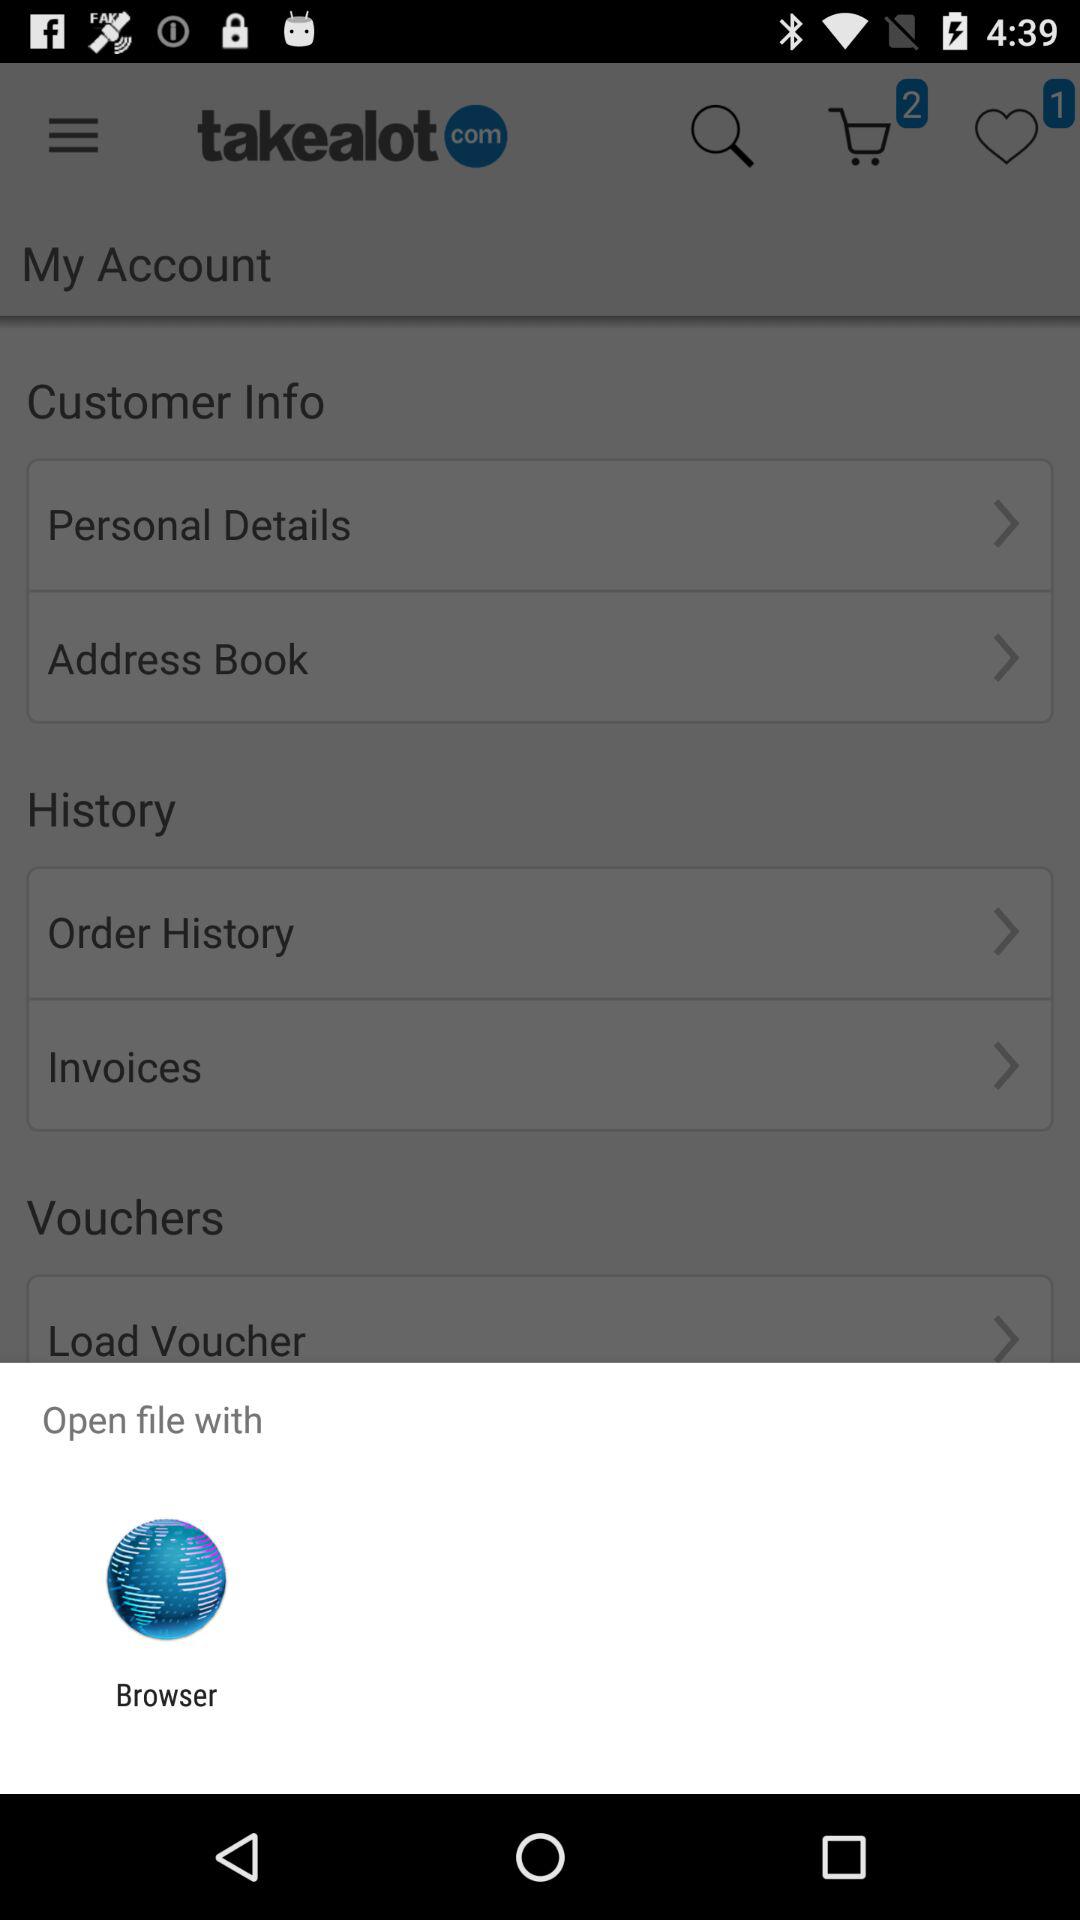 FAK
4:39
takealot com
2
1
My Account
Customer Info
Personal Details
Address Book
History
Order History
Invoices
Vouchers
Load Voucher
Open file with
Browser